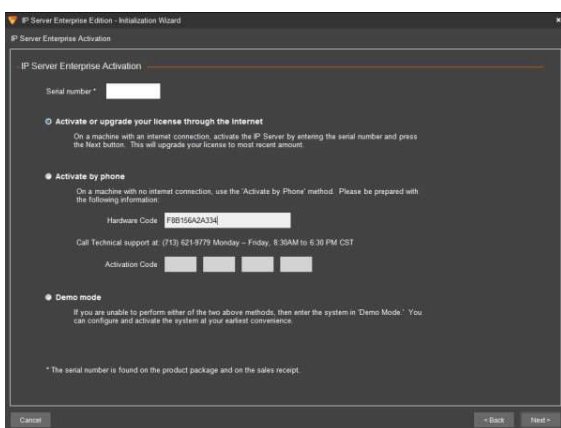 IP Server Enterprise Edition - Initialization Wizard
IP Server Enterprise Activation
IP Server Enterprise Activation
Serial number *
Activate or upgrade your license through the Internet
On a machine with an internet connection, activate the IP Server by entering the serial number and press
the Next button. This will upgrade your license to most recent amount.
Activate by phone
On a machine with no internet connection, use the 'Activate by Phone' method. Please be prepared with
the following information:
Hardware Code F8B156A2A334
Call Technical support at: (713) 621-9779 Monday – Friday, 8:30AM to 6:30 PM CST
Activation Code
Demo mode
If you are unable to perform either of the two above methods, then enter the system in 'Demo Mode.' You
can configure and activate the system at your earliest convenience.
* The serial number is found on the product package and on the sales receipt.
Cancel < Back Next >